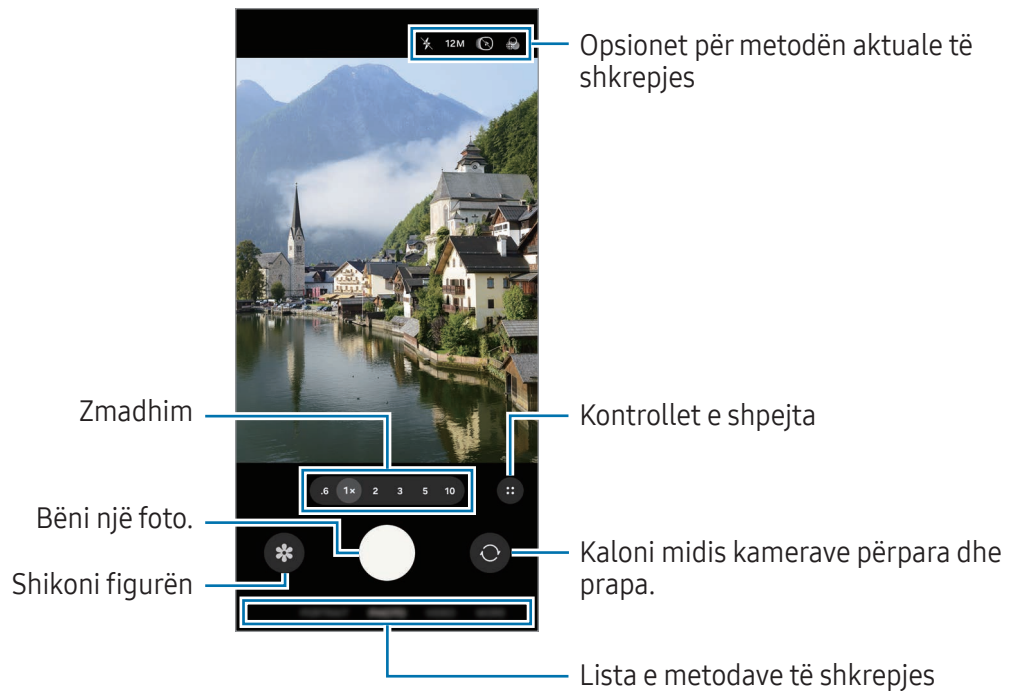 12M
Opsionet për metodën aktuale të
shkrepjes
Zmadhim
Kontrollet e shpejta
.6 1× 2 3 5 10
Bëni një foto.
Kaloni midis kamerave përpara dhe
prapa.
Shikoni figurën
Lista e metodave të shkrepjes